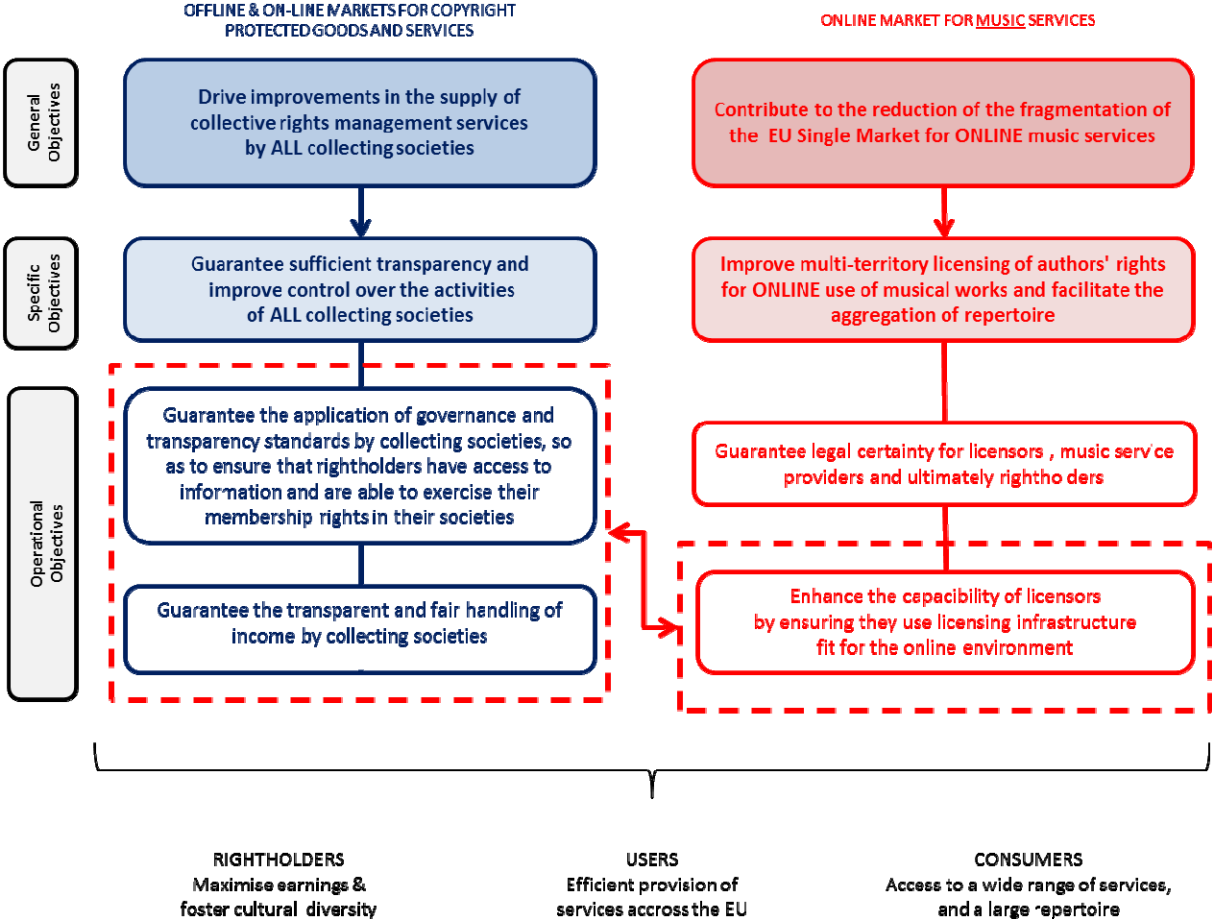 OFFLINE & ON-LINE MARKETS FOR COPYRIGHT
PROTECTED GOODS AND SERVICES
ONLINE MARKET FOR MUSIC SERVICES
General
Objectives
Drive improvements in the supply of
collective rights management services
by ALL collecting societies
Contribute to the reduction of the fragmentation of
the EU Single Market for ONLINE music services
Specific
Objectives
Guarantee sufficient transparency and
improve control over the activities
of ALL collecting societies
Improve multi-territory licensing of authors' rights
for ONLINE use of musical works and facilitate the
aggregation of repertoire
Operational
Objectives
Guarantee the application of governance and
transparency standards by collecting societies, so
as to ensure that rightholders have access to
information and are able to exercise their
membership rights in their societies
Guarantee legal certainty for licensors , music service
providers and ultimately rightholders
Guarantee the transparent and fair handling of
income by collecting societies
Enhance the capacibility of licensors
by ensuring they use licensing infrastructure
fit for the online environment
RIGHTHOLDERS
Maximise earnings &
foster cultural diversity
USERS
Efficient provision of
services accross the EU
CONSUMERS
Access to a wide range of services,
and a large repertoire